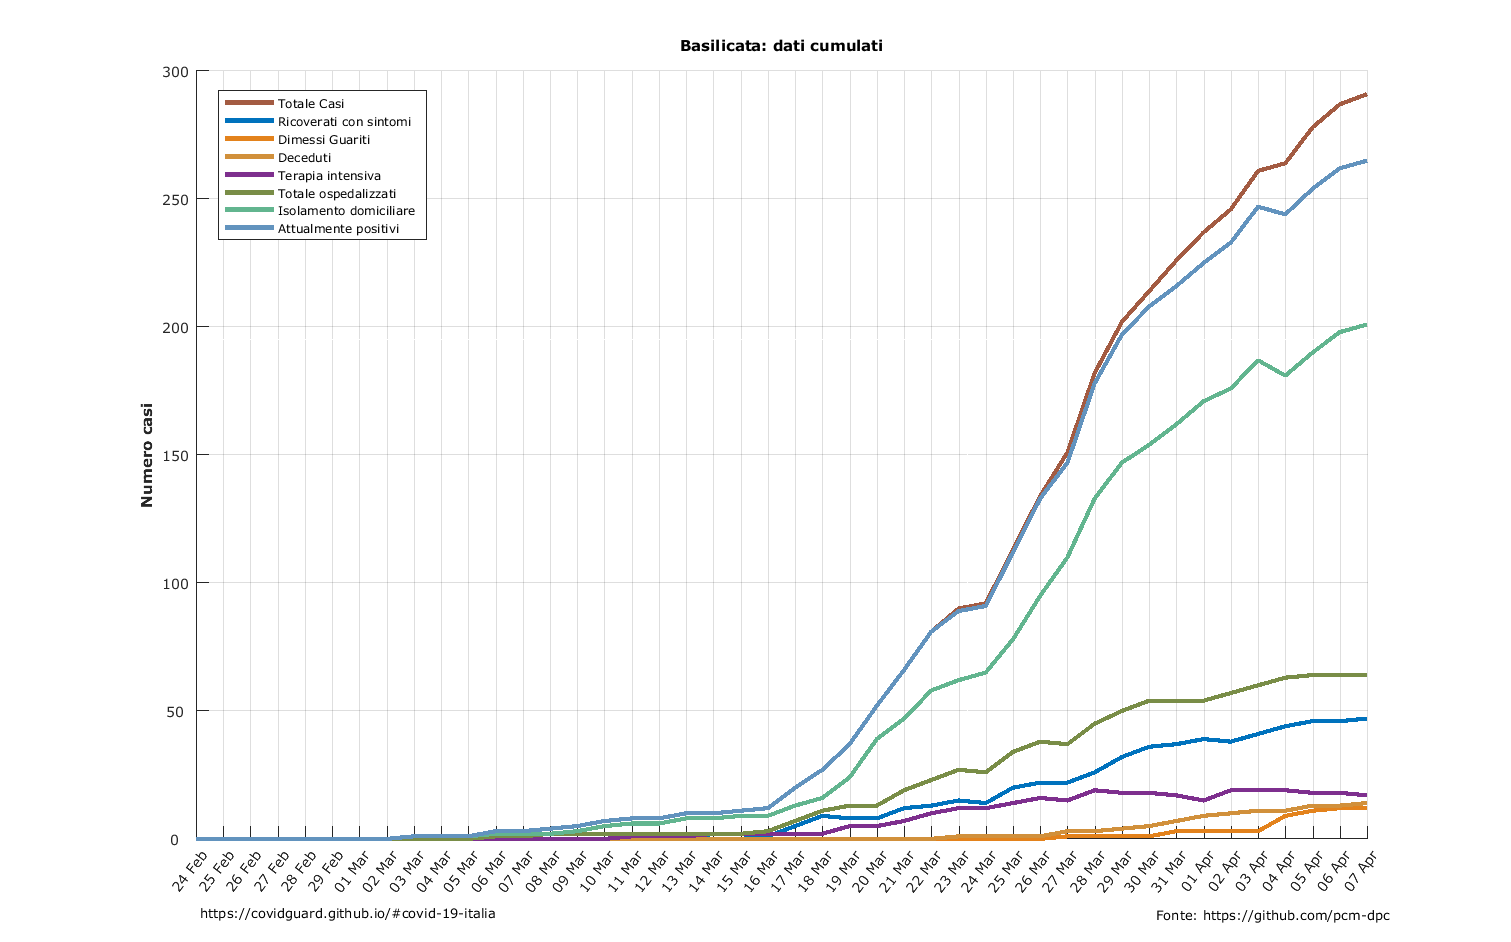 Basilicata: dati cumulati
Numero casi
300
250
200
150
100
50
0
Totale Casi
Ricoverati con sintomi
Dimessi Guariti
Deceduti
Terapia intensiva
Totale ospedalizzati
Isolamento domiciliare
Attualmente positivi
24 Feb
25 Feb
26 Feb
27 Feb
28 Feb
29 Feb
01 Mar
02 Mar
03 Mar
04 Mar
05 Mar
06 Mar
07 Mar
08 Mar
09 Mar
10 Mar
11 Mar
12 Mar
13 Mar
14 Mar
15 Mar
16 Mar
17 Mar
18 Mar
19 Mar
20 Mar
21 Mar
22 Mar
23 Mar
24 Mar
25 Mar
26 Mar
27 Mar
28 Mar
29 Mar
30 Mar
31 Mar
01 Apr
02 Apr
03 Apr
04 Apr
05 Apr
06 Apr
07 Apr
https://covidguard.github.io/#covid-19-italia
Fonte: https://github.com/pcm-dpc